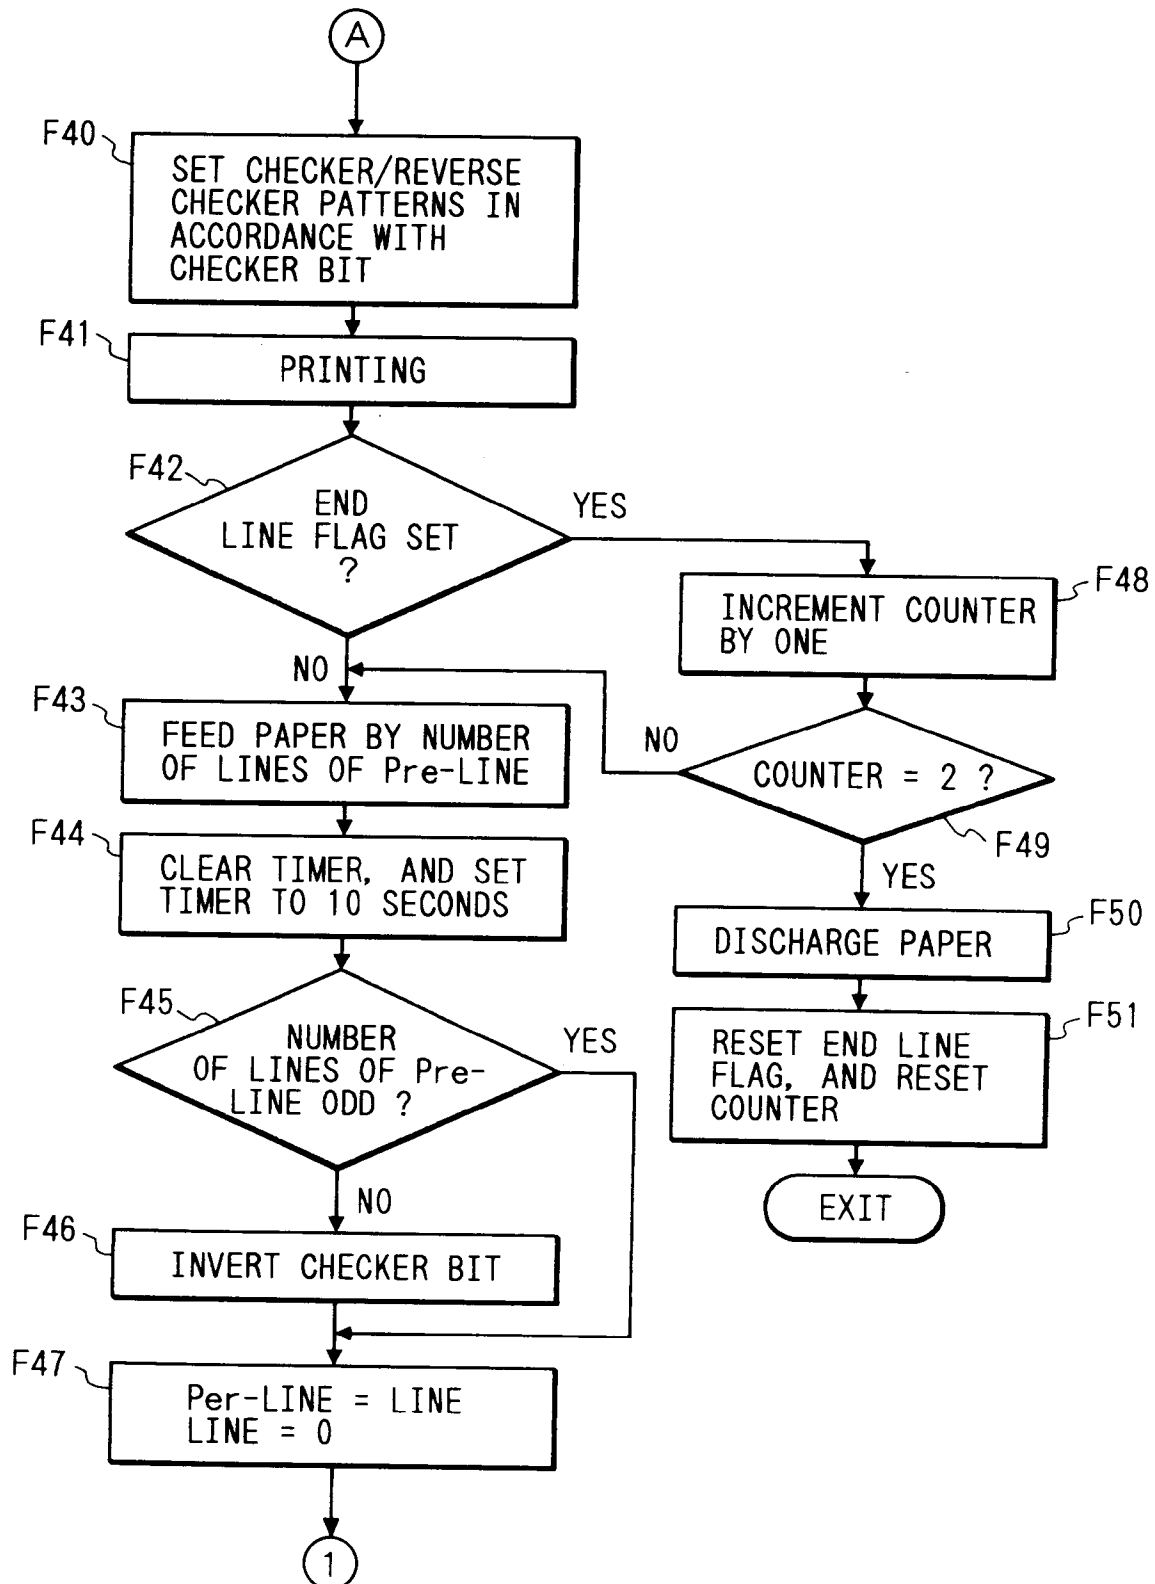 A
F40
SET CHECKER/REVERSE
CHECKER PATTERNS IN
ACCORDANCE WITH
CHECKER BIT
F41
PRINTING
F42
END
LINE FLAG SET
?
YES
NO
F48
INCREMENT COUNTER
BY ONE
F43
FEED PAPER BY NUMBER
OF LINES OF Pre-LINE
NO
COUNTER = 2 ?
F49
YES
F44
CLEAR TIMER, AND SET
TIMER TO 10 SECONDS
F50
DISCHARGE PAPER
F45
NUMBER
OF LINES OF Pre-
LINE ODD ?
YES
NO
F51
RESET END LINE
FLAG, AND RESET
COUNTER
EXIT
F46
INVERT CHECKER BIT
F47
Per-LINE = LINE
LINE = 0
1